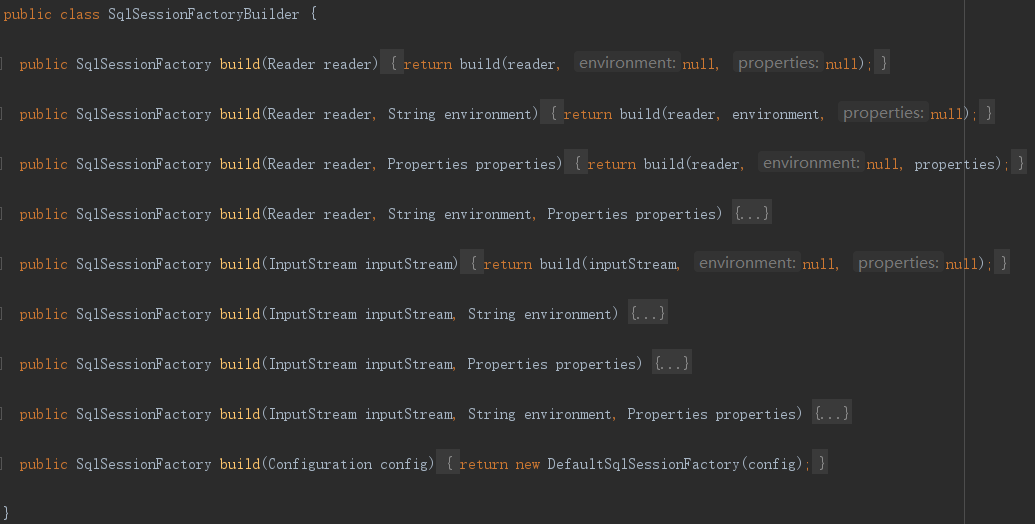 public class SqlSessionFactoryBuilder {
public SqlSessionFactory build(Reader reader) { return build(reader, environment: null, properties: null); }
public SqlSessionFactory build(Reader reader, String environment) { return build(reader, environment, properties: null); }
public SqlSessionFactory build(Reader reader, Properties properties) { return build(reader, environment: null, properties); }
public SqlSessionFactory build(Reader reader, String environment, Properties properties) {...}
public SqlSessionFactory build(InputStream inputStream) { return build(inputStream, environment: null, properties: null); }
public SqlSessionFactory build(InputStream inputStream, String environment) {...}
public SqlSessionFactory build(InputStream inputStream, Properties properties) {...}
public SqlSessionFactory build(InputStream inputStream, String environment, Properties properties) {...}
public SqlSessionFactory build(Configuration config) { return new DefaultSqlSessionFactory(config); }
}